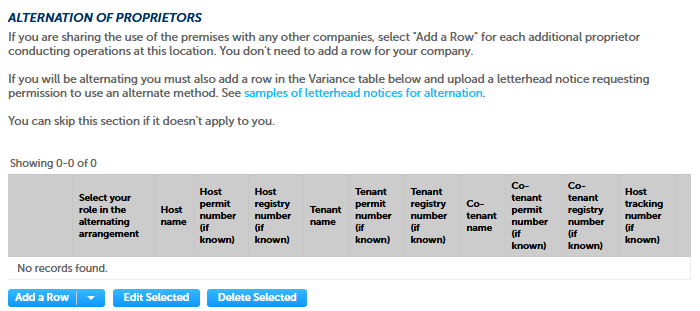 ALTERNATION OF PROPRIETORS
If you are sharing the use of the premises with any other companies, select "Add a Row" for each additional proprietor
conducting operations at this location. You don't need to add a row for your company.
If you will be alternating you must also add a row in the Variance table below and upload a letterhead notice requesting
permission to use an alternate method. See samples of letterhead notices for alternation.
You can skip this section if it doesn't apply to you.
Showing 0-0 of 0
Select your
role in the
alternating
arrangement
Host
name
Host
permit
number
(if
known)
Host
registry
number
(if
known)
Tenant
name
Tenant
permit
number
(if
known)
Tenant
registry
number
(if
known)
Co-
tenant
name
Co-
tenant
permit
number
(if
known)
Co-
tenant
registry
number
(if
known)
Host
tracking
number
(if
known)
No records found.
Add a Row
Edit Selected
Delete Selected